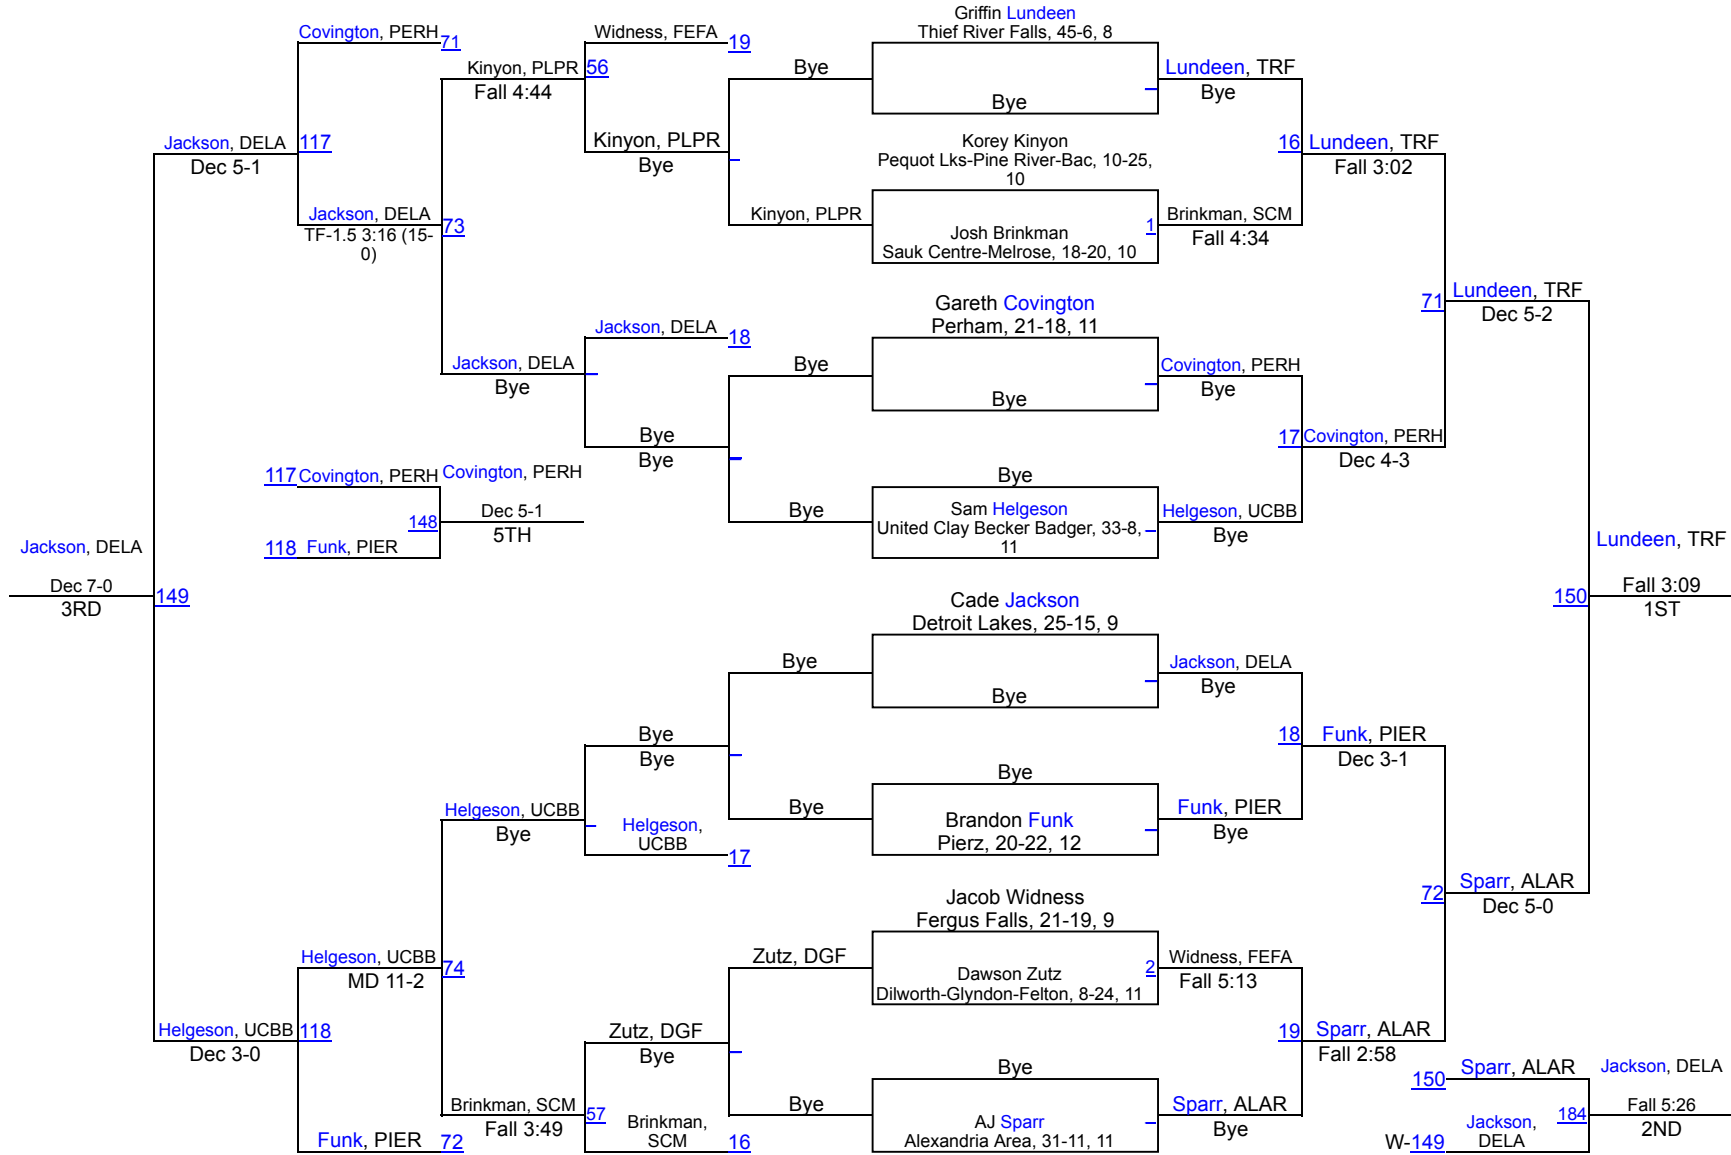 Griffin Lundeen
Thief River Falls, 45-6, 8
Covington, PERH
71
Widness, FEFA
19
Kinyon, PLPR
56
Fall 4:44
Bye
Bye
Lundeen, TRF
Bye
Jackson, DELA
117
Dec 5-1
Kinyon, PLPR
Bye
Korey Kinyon
Pequot Lks-Pine River-Bac, 10-25,
10
16
Lundeen, TRF
Fall 3:02
Jackson, DELA
TF-1.5 3:16 (15-
0)
73
Kinyon, PLPR
Josh Brinkman
Sauk Centre-Melrose, 18-20, 10
1
Brinkman, SCM
Fall 4:34
Gareth Covington
Perham, 21-18, 11
71
Lundeen, TRF
Dec 5-2
Jackson, DELA
18
Jackson, DELA
Bye
Bye
Bye
Covington, PERH
Bye
Bye
Bye
17
Covington, PERH
Dec 4-3
117
Covington, PERH
Covington, PERH
Bye
148
Dec 5-1
5TH
Bye
Sam Helgeson
United Clay Becker Badger, 33-8,
11
Helgeson, UCBB
Bye
118
Funk, PIER
Jackson, DELA
Dec 7-0
3RD
149
Lundeen, TRF
150
Fall 3:09
1ST
Cade Jackson
Detroit Lakes, 25-15, 9
Bye
Bye
Jackson, DELA
Bye
Bye
Bye
18
Funk, PIER
Dec 3-1
Bye
Helgeson, UCBB
Bye
Bye
Brandon Funk
Pierz, 20-22, 12
Funk, PIER
Bye
Helgeson,
UCBB
17
72
Sparr, ALAR
Dec 5-0
Jacob Widness
Fergus Falls, 21-19, 9
Helgeson, UCBB
MD 11-2
74
Zutz, DGF
Dawson Zutz
Dilworth-Glyndon-Felton, 8-24, 11
2
Widness, FEFA
Fall 5:13
Helgeson, UCBB
118
Dec 3-0
Zutz, DGF
Bye
19
Sparr, ALAR
Fall 2:58
Bye
150
Sparr, ALAR
Jackson, DELA
Brinkman, SCM
57
Fall 3:49
Bye
AJ Sparr
Alexandria Area, 31-11, 11
Sparr, ALAR
Bye
184
Fall 5:26
2ND
Funk, PIER
72
Brinkman,
SCM
16
W-149
Jackson,
DELA